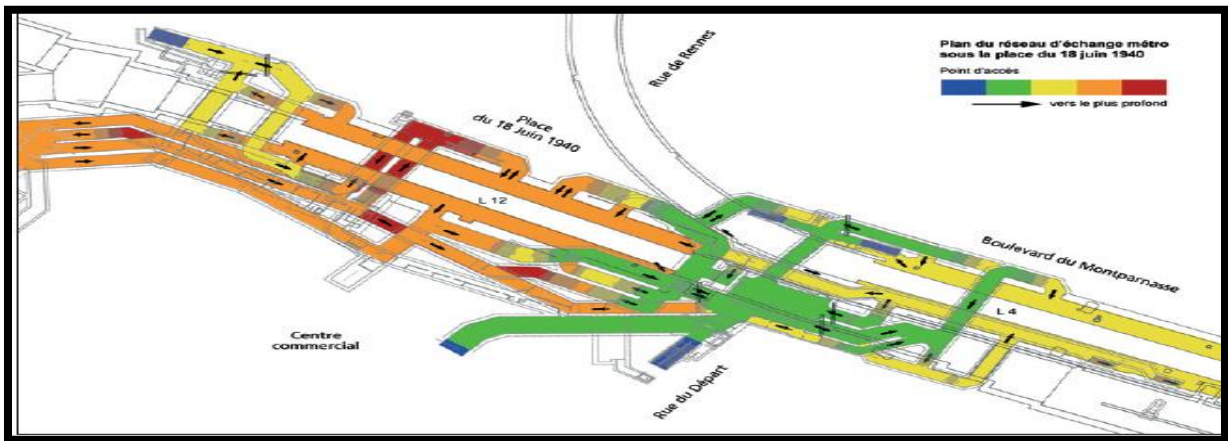 Plan du réseau d'échange métro
sous la place du 18 juin 1940
Point d'accès
vers le plus profond
Rue de Rennes
Place
du 18 Juin 1940
L 12
Boulevard du Montparnasse
L 4
Centre
commercial
Rue du Départ